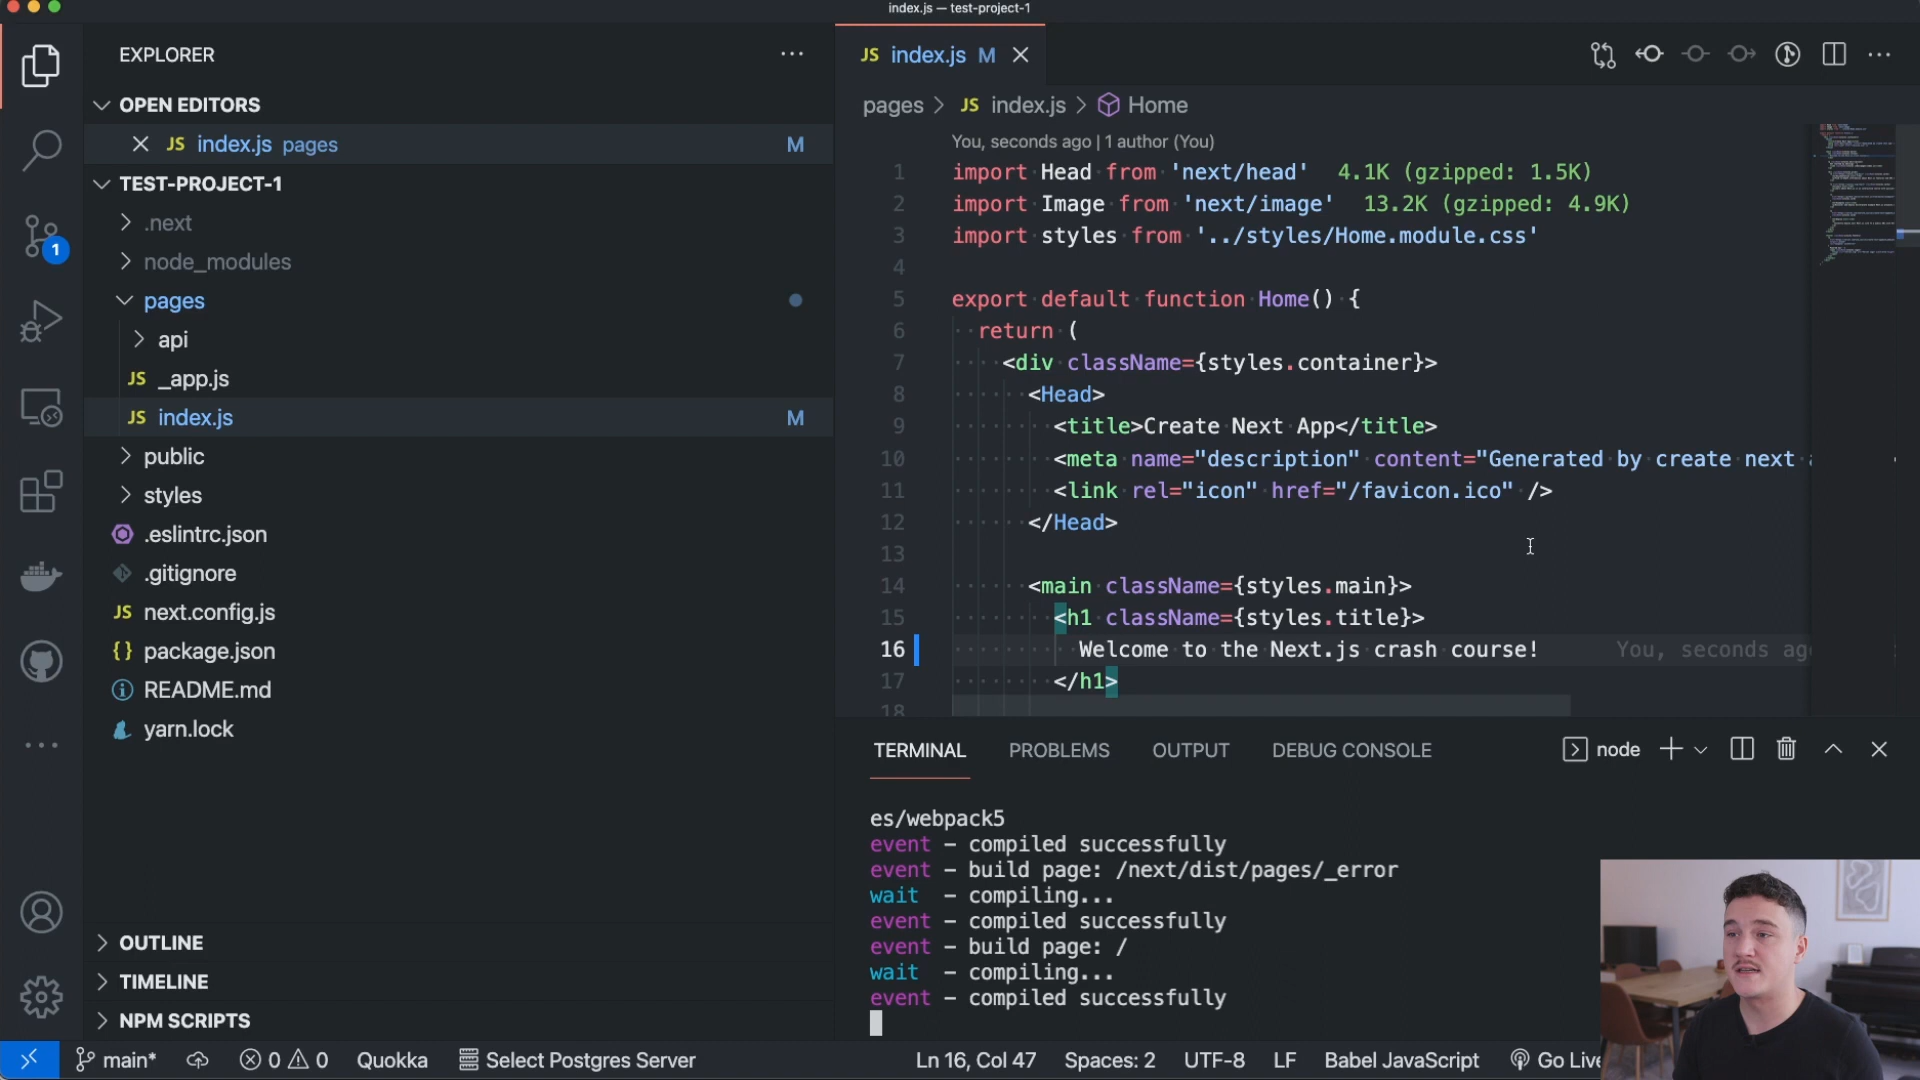 index.js — test-project-1
EXPLORER
OPEN EDITORS
JS index.js pages M
TEST-PROJECT-1
.next
node_modules
pages
api
JS _app.js
JS index.js M
public
styles
.eslintrc.json
.gitignore
JS next.config.js
{} package.json
README.md
yarn.lock
OUTLINE
TIMELINE
NPM SCRIPTS
1
JS index.js M
pages > JS index.js > Home
You, seconds ago | 1 author (You)
1 import Head from 'next/head' 4.1K (gzipped: 1.5K)
2 import Image from 'next/image' 13.2K (gzipped: 4.9K)
3 import styles from '../styles/Home.module.css'
4
5 export default function Home() {
6 return (
7 <div className={styles.container}>
8 <Head>
9 <title>Create Next App</title>
10 <meta name="description" content="Generated by create next
11 <link rel="icon" href="/favicon.ico" />
12 </Head>
13
14 <main className={styles.main}>
15 <h1 className={styles.title}>
16 Welcome to the Next.js crash course! You, seconds ag
17 </h1>
18
TERMINAL PROBLEMS OUTPUT DEBUG CONSOLE node
es/webpack5
event - compiled successfully
event - build page: /next/dist/pages/_error
wait - compiling...
event - compiled successfully
event - build page: /
wait - compiling...
event - compiled successfully
main* 0 0 Quokka Select Postgres Server Ln 16, Col 47 Spaces: 2 UTF-8 LF Babel JavaScript Go Live